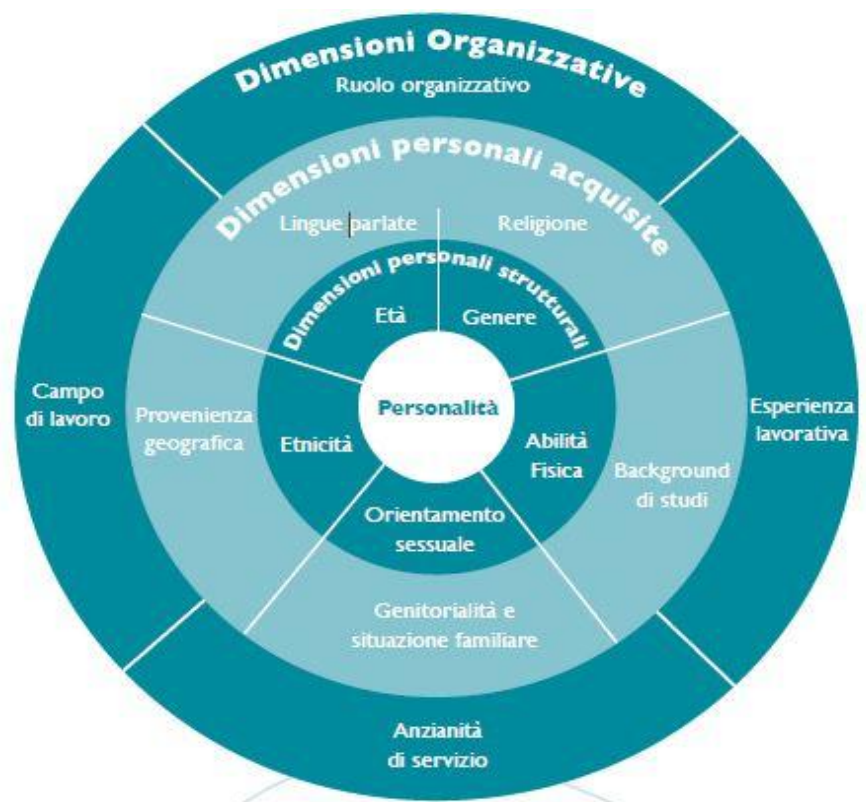 Dimensioni Organizzative
Ruolo organizzativo
Dimensioni personali acquisite
Lingue parlate
Religione
Dimensioni personali strutturali
Età
Genere
Personalità
Campo
di lavoro
Provenienza
geografica
Etnicità
Abilità
Fisica
Background
di studi
Esperienza
lavorativa
Orientamento
sessuale
Genitorialità e
situazione familiare
Anzianità
di servizio